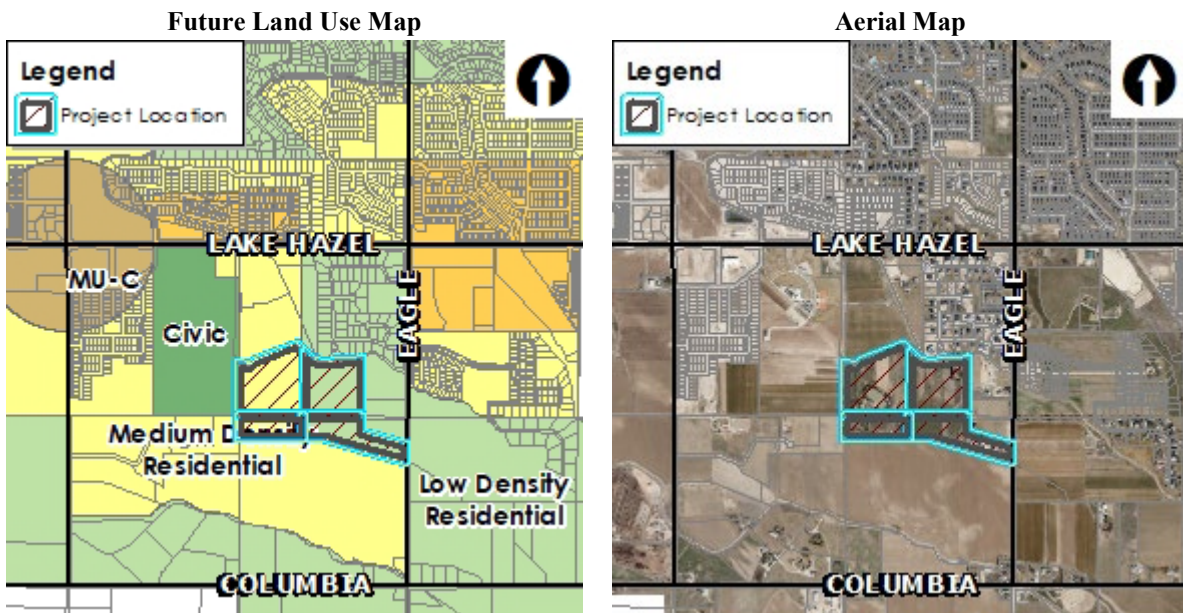 Future Land Use Map
Legend
Project Location
LAKE HAZEL
MU-C
EAGLE
Civic
Medium Density
Residential
Low Density
Residential
COLUMBIA
Aerial Map
Legend
Project Location
LAKE HAZEL
EAGLE
COLUMBIA